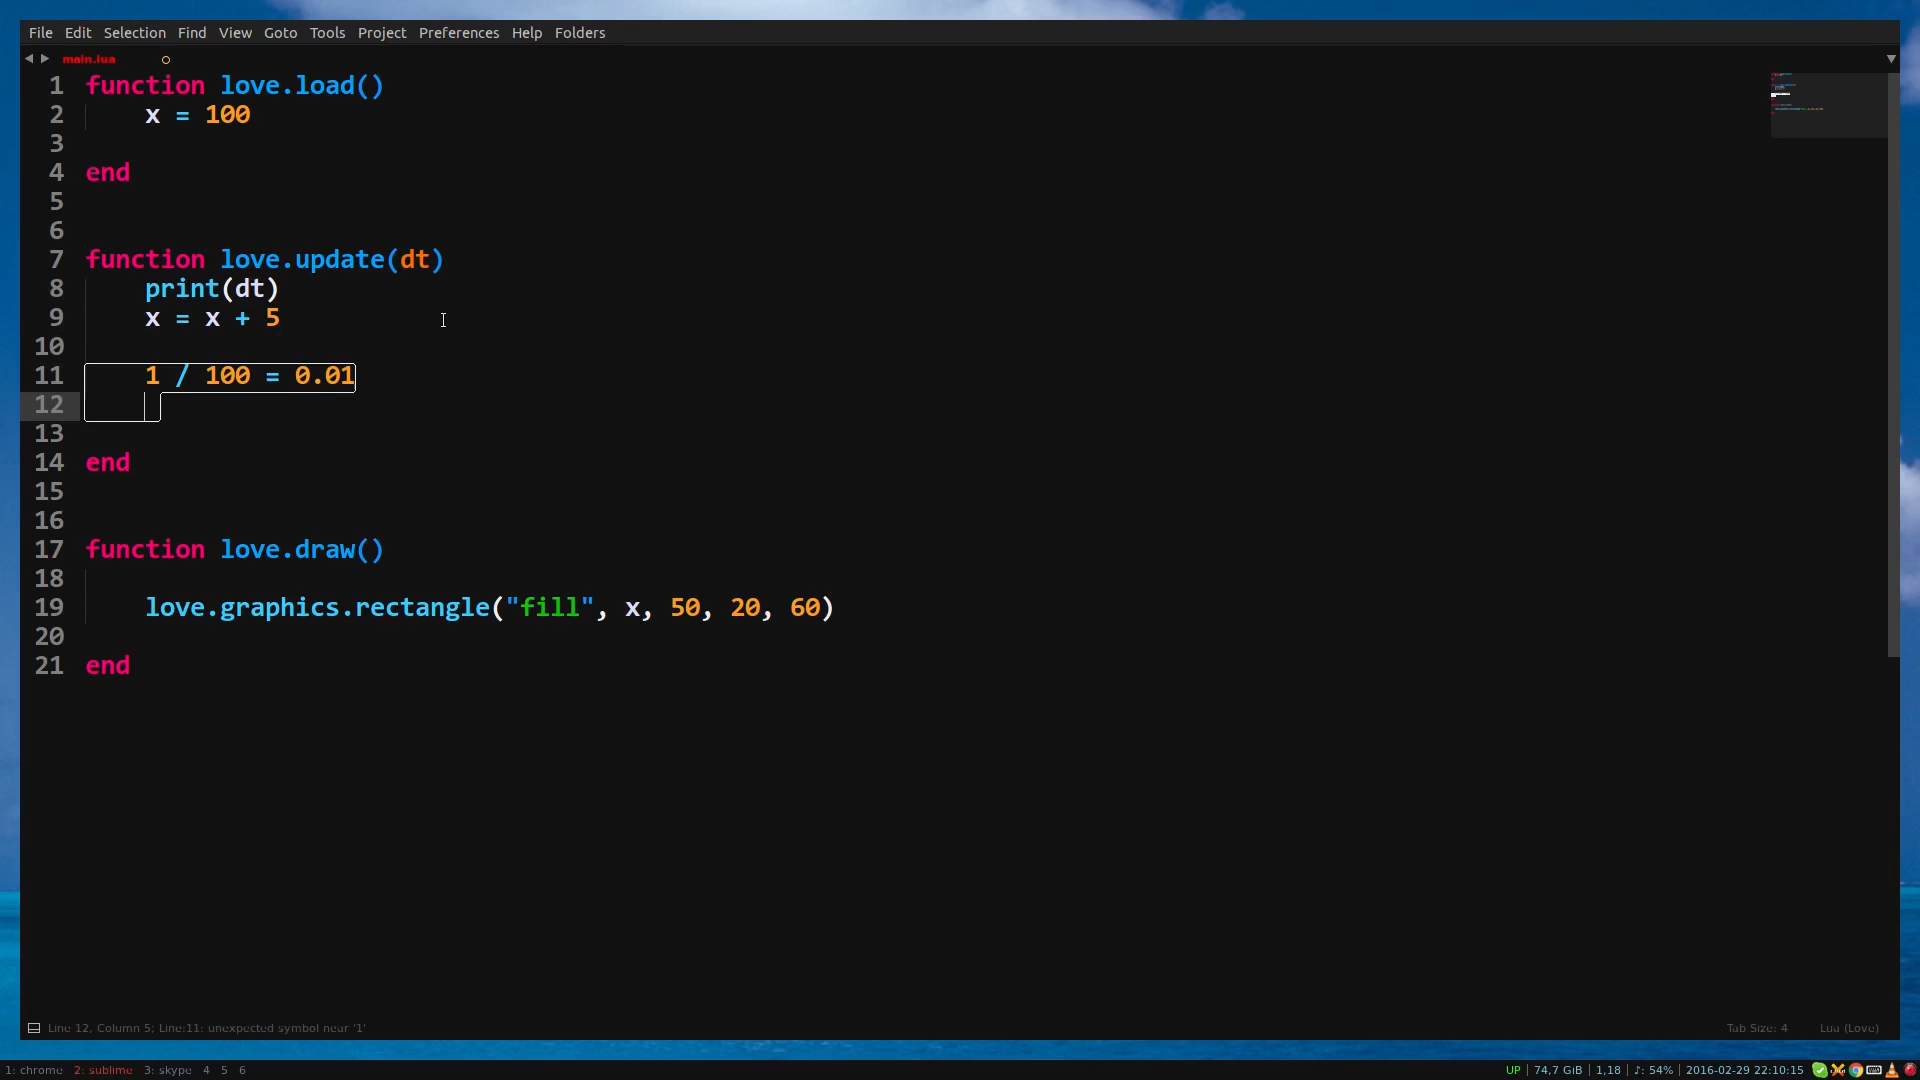 File Edit Selection Find View Goto Tools Project Preferences Help Folders
main.lua
1 function love.load()
2 x = 100
3
4 end
5
6
7 function love.update(dt)
8 print(dt)
9 x = x + 5
10
11 1 / 100 = 0.01
12
13
14 end
15
16
17 function love.draw()
18
19 love.graphics.rectangle("fill", x, 50, 20, 60)
20
21 end
Line 12, Column 5; Line:11: unexpected symbol near '1' Tab Size: 4 Lua (Love)
1: chrome 2: sublime 3: skype 4 5 6 UP | 74,7 GiB | 1,18 | ♪: 54% | 2016-02-29 22:10:15